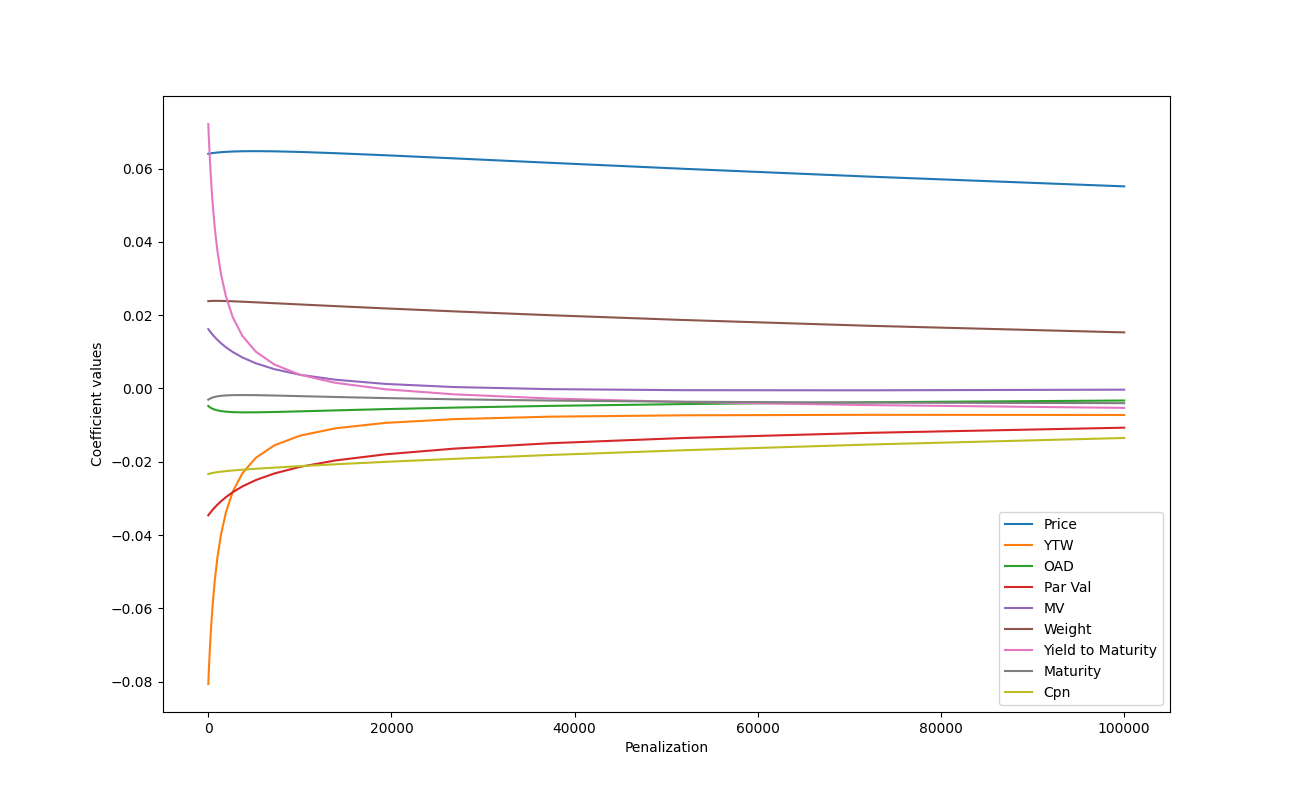 0.06
0.04
0.02
0.00
−0.02
−0.04
−0.06
−0.08
Coefficient values
0
20000
40000
60000
80000
100000
Penalization
Price
YTW
OAD
Par Val
MV
Weight
Yield to Maturity
Maturity
Cpn